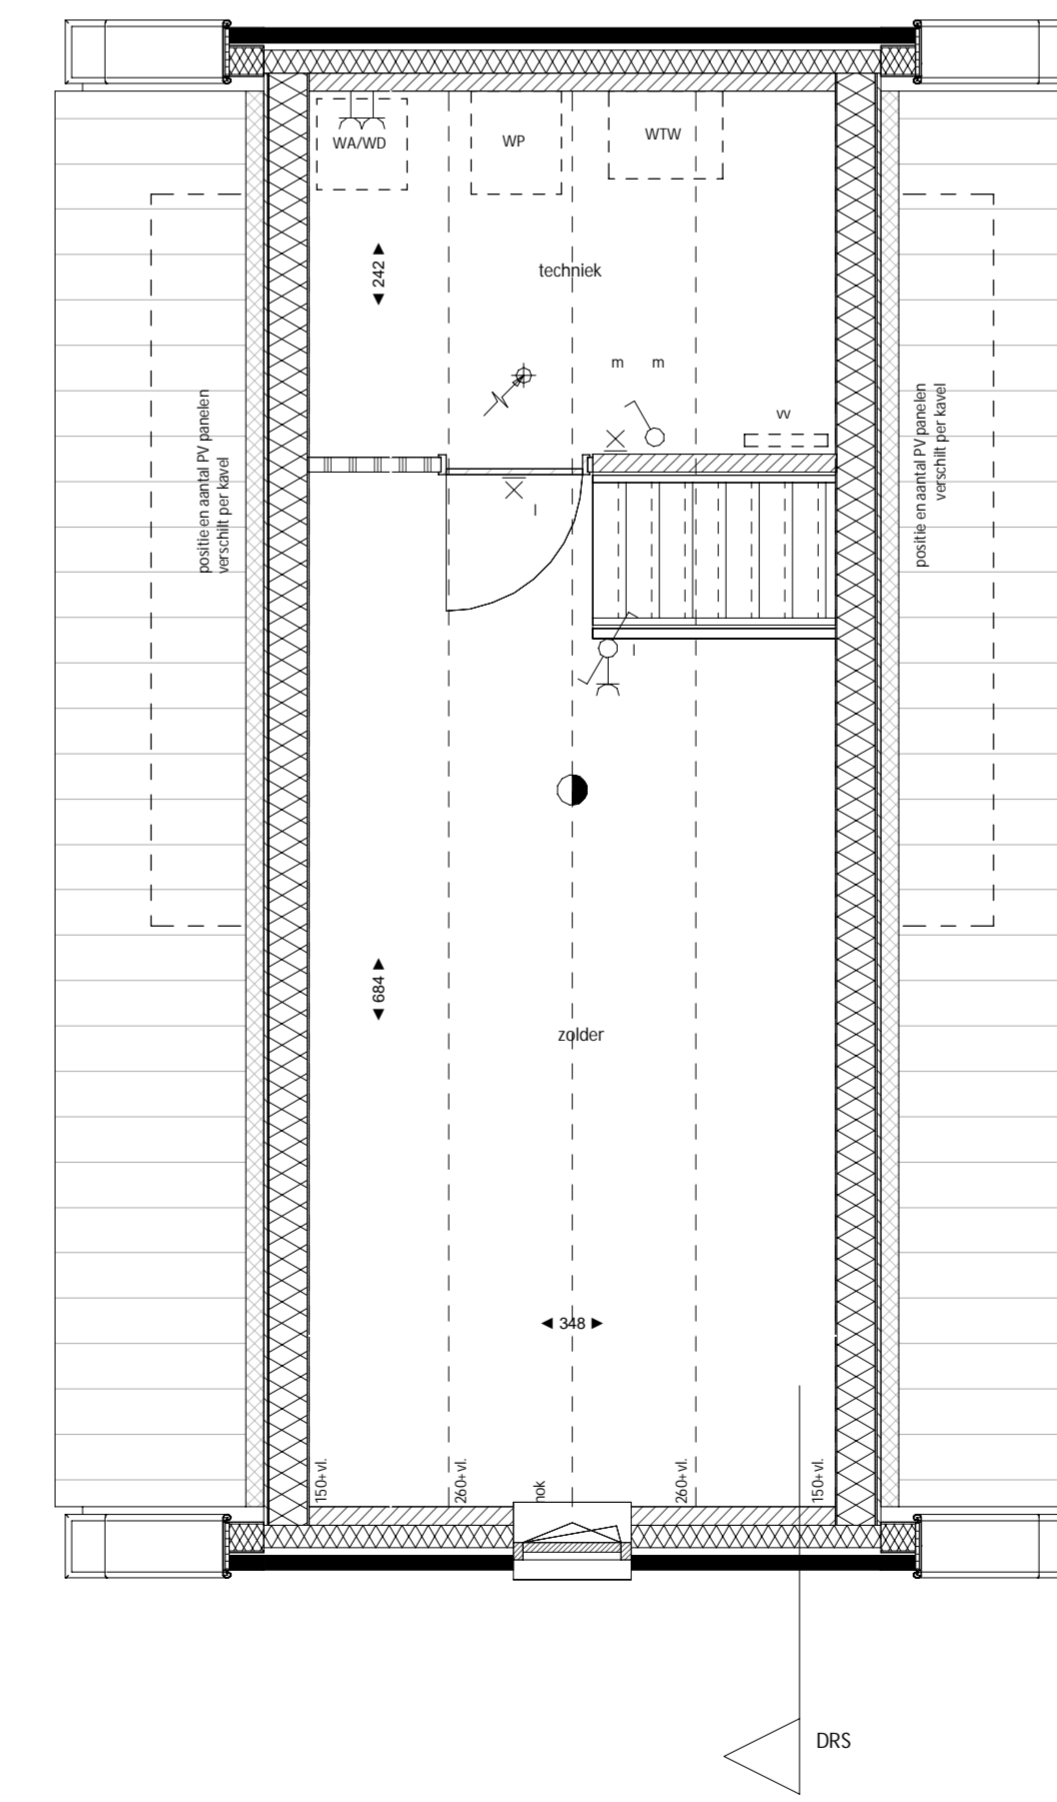 WA/WD
WP
WTW
242
techniek
m m
vv
positie en aantal PV panelen
verschilt per kavel
positie en aantal PV panelen
verschilt per kavel
684
zolder
348
150+vl.
260+vl.
nok
260+vl.
150+vl.
DRS